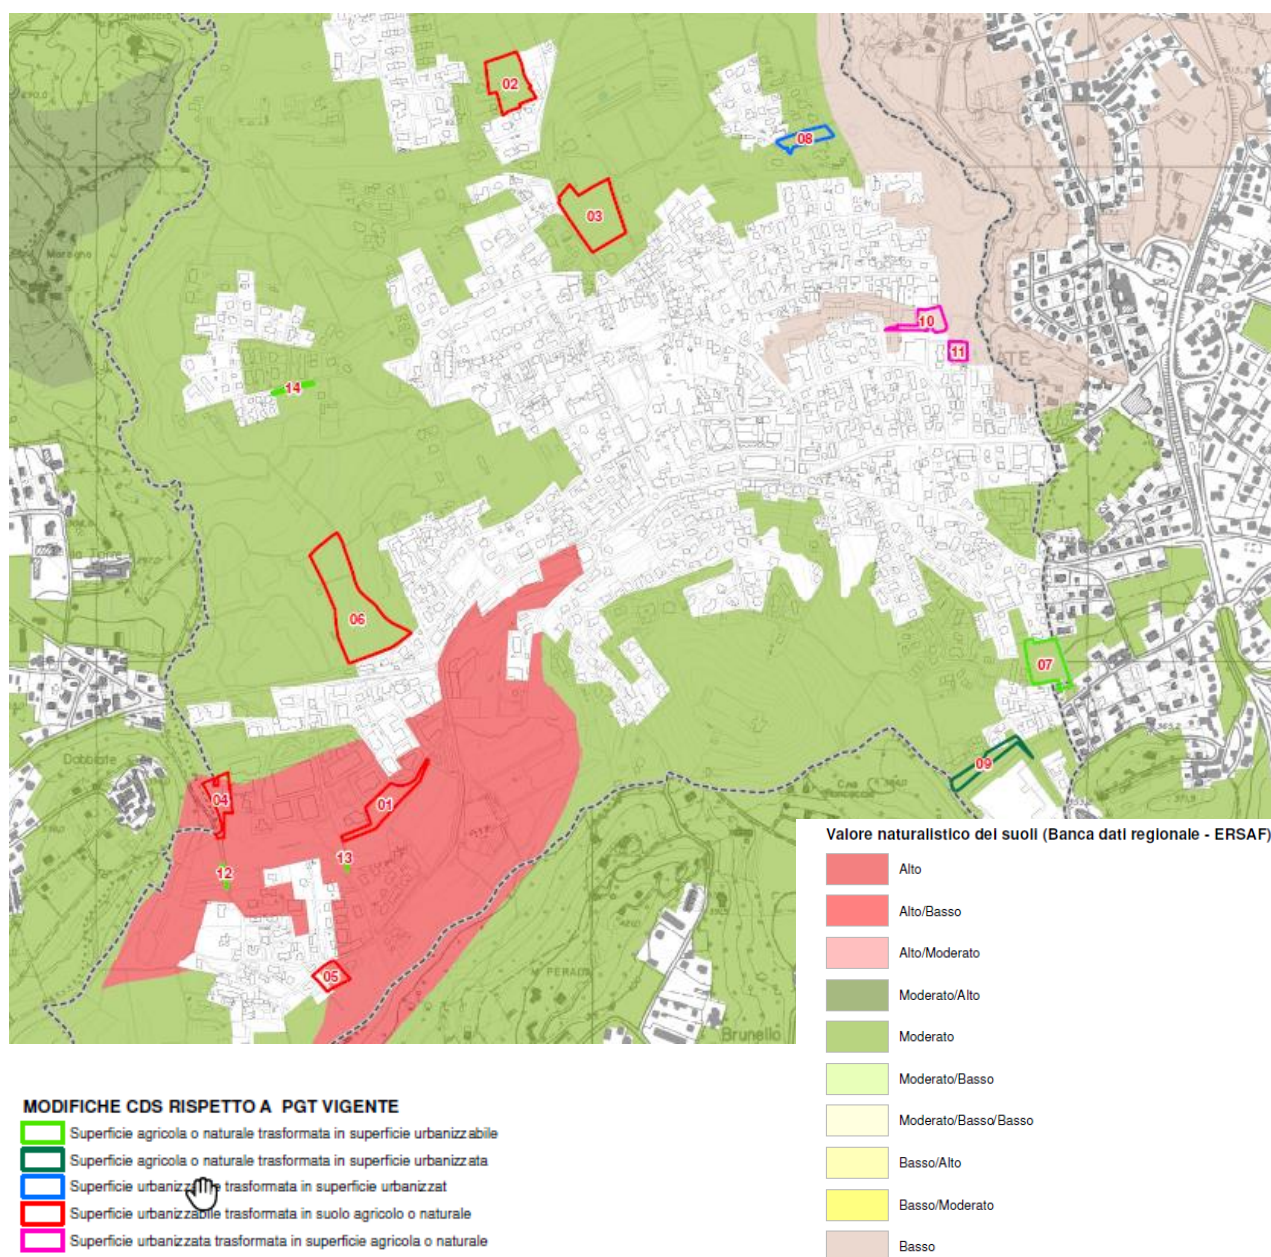 02
08
03
Maragna
10
11
ATE
14
06
07
09
Dobbiate
04
01
13
12
05
M. PERADA
Brunello
Valore naturalistico dei suoli (Banca dati regionale - ERSAF)
Alto
Alto/Basso
Alto/Moderato
Moderato/Alto
Moderato
Moderato/Basso
Moderato/Basso/Basso
Basso/Alto
Basso/Moderato
Basso
MODIFICHE CDS RISPETTO A PGT VIGENTE
Superficie agricola o naturale trasformata in superficie urbanizzabile
Superficie agricola o naturale trasformata in superficie urbanizzata
Superficie urbanizz e trasformata in superficie urbanizzat
Superficie urbanizzabile trasformata in suolo agricolo o naturale
Superficie urbanizzata trasformata in superficie agricola o naturale